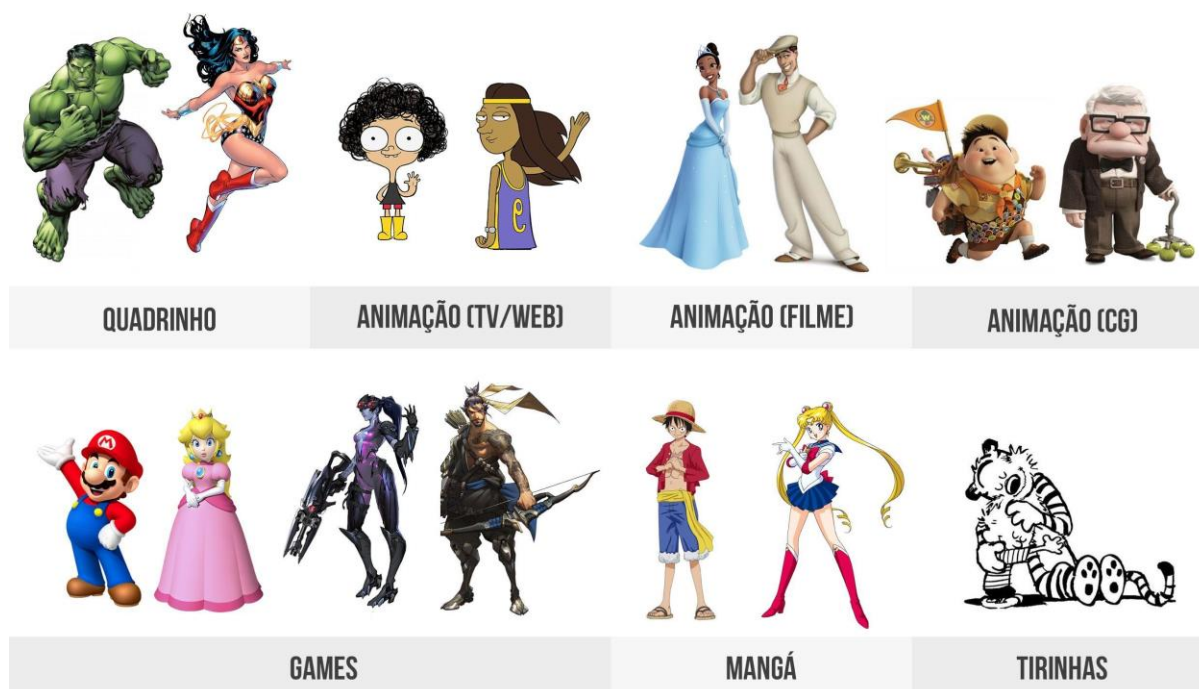 QUADRINHO
ANIMAÇÃO (TV/WEB)
ANIMAÇÃO (FILME)
ANIMAÇÃO (CG)
e
M
GAMES
MANGÁ
TIRINHAS